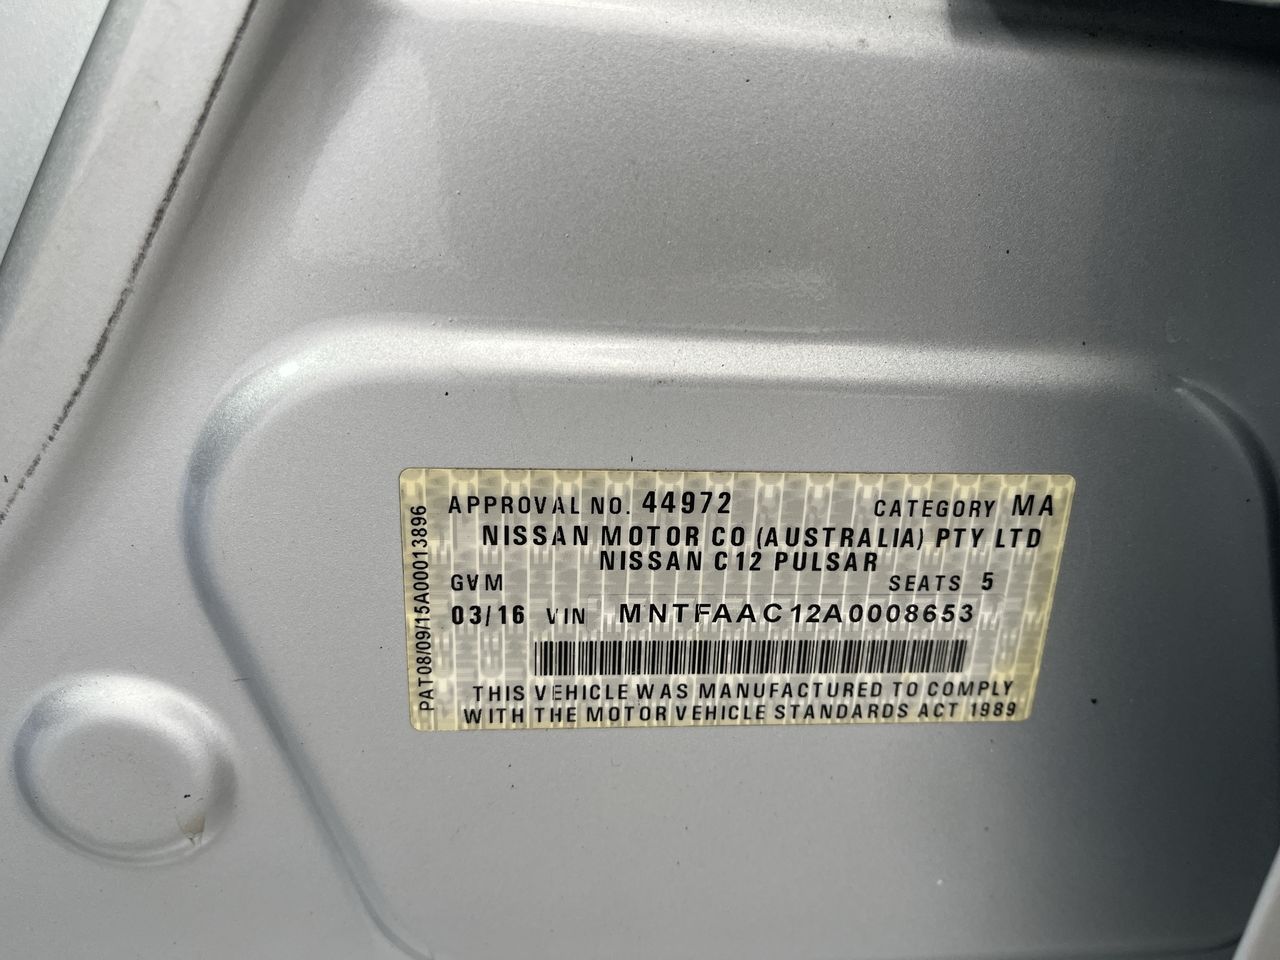 APPROVAL NO. 44972 CATEGORY MA
NISSAN MOTOR CO (AUSTRALIA) PTY LTD
NISSAN C12 PULSAR
GVM SEATS 5
03/16 VIN MNTFAAC12A0008653
THIS VEHICLE WAS MANUFACTURED TO COMPLY
WITH THE MOTOR VEHICLE STANDARDS ACT 1989
PAT08/09/15A00013896